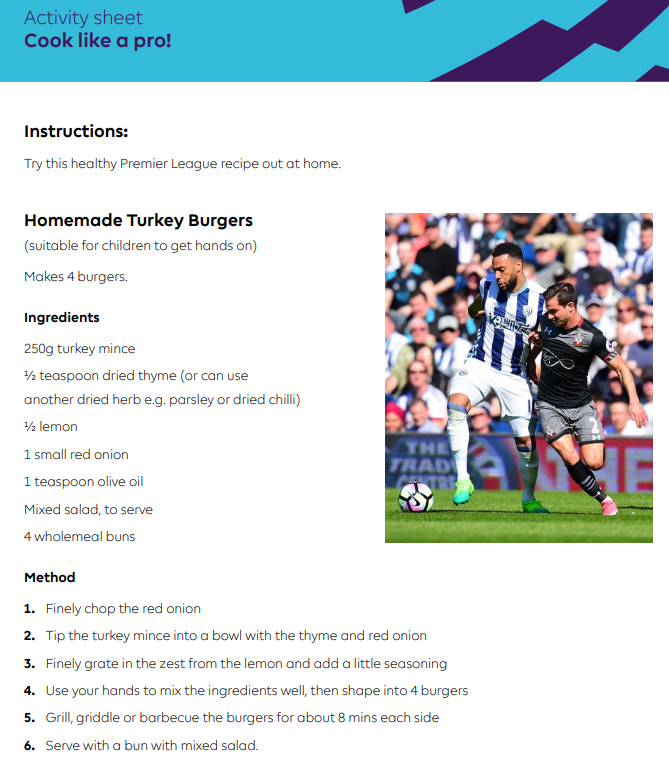 Activity sheet
Cook like a pro!
Instructions:
Try this healthy Premier League recipe out at home.
Homemade Turkey Burgers
(suitable for children to get hands on)
Makes 4 burgers.
Ingredients
250g turkey mince
½ teaspoon dried thyme (or can use
another dried herb e.g. parsley or dried chilli)
½ lemon
1 small red onion
1 teaspoon olive oil
Mixed salad, to serve
4 wholemeal buns
THE
TRAD
2
THE
Method
1. Finely chop the red onion
2. Tip the turkey mince into a bowl with the thyme and red onion
3. Finely grate in the zest from the lemon and add a little seasoning
4. Use your hands to mix the ingredients well, then shape into 4 burgers
5. Grill, griddle or barbecue the burgers for about 8 mins each side
6. Serve with a bun with mixed salad.